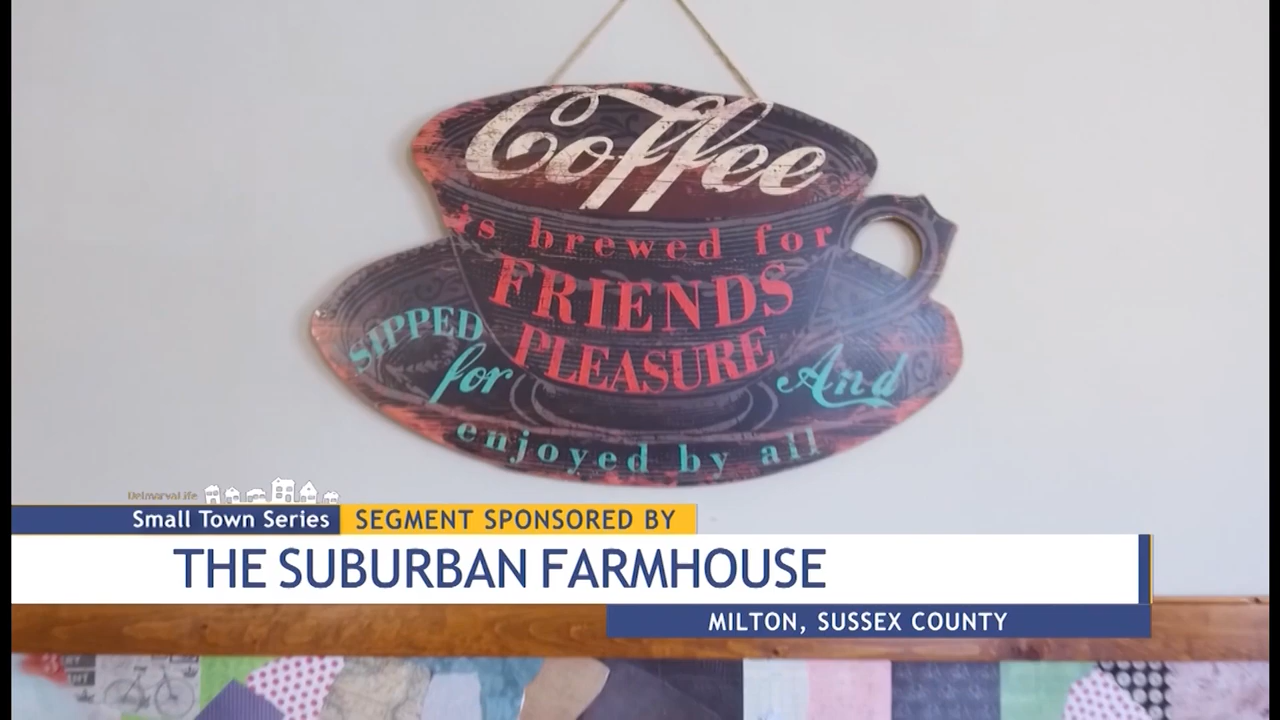 Coffee
is brewed for
FRIENDS
PLEASURE
SIPPED
for
And
enjoyed by all
DelmarvaLife
Small Town Series
SEGMENT SPONSORED BY
THE SUBURBAN FARMHOUSE
MILTON, SUSSEX COUNTY